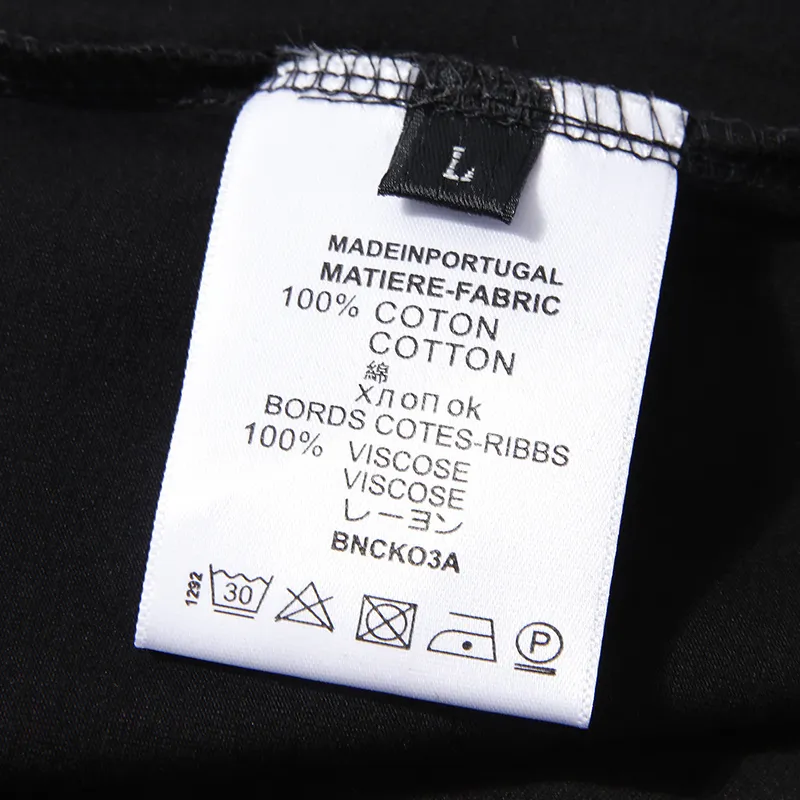 L
MADEINPORTUGAL
MATIERE-FABRIC
100% COTON
COTTON
綿
хлопok
BORDS COTES-RIBBS
100% VISCOSE
VISCOSE
レーヨン
BNCKO3A
1292
30
P